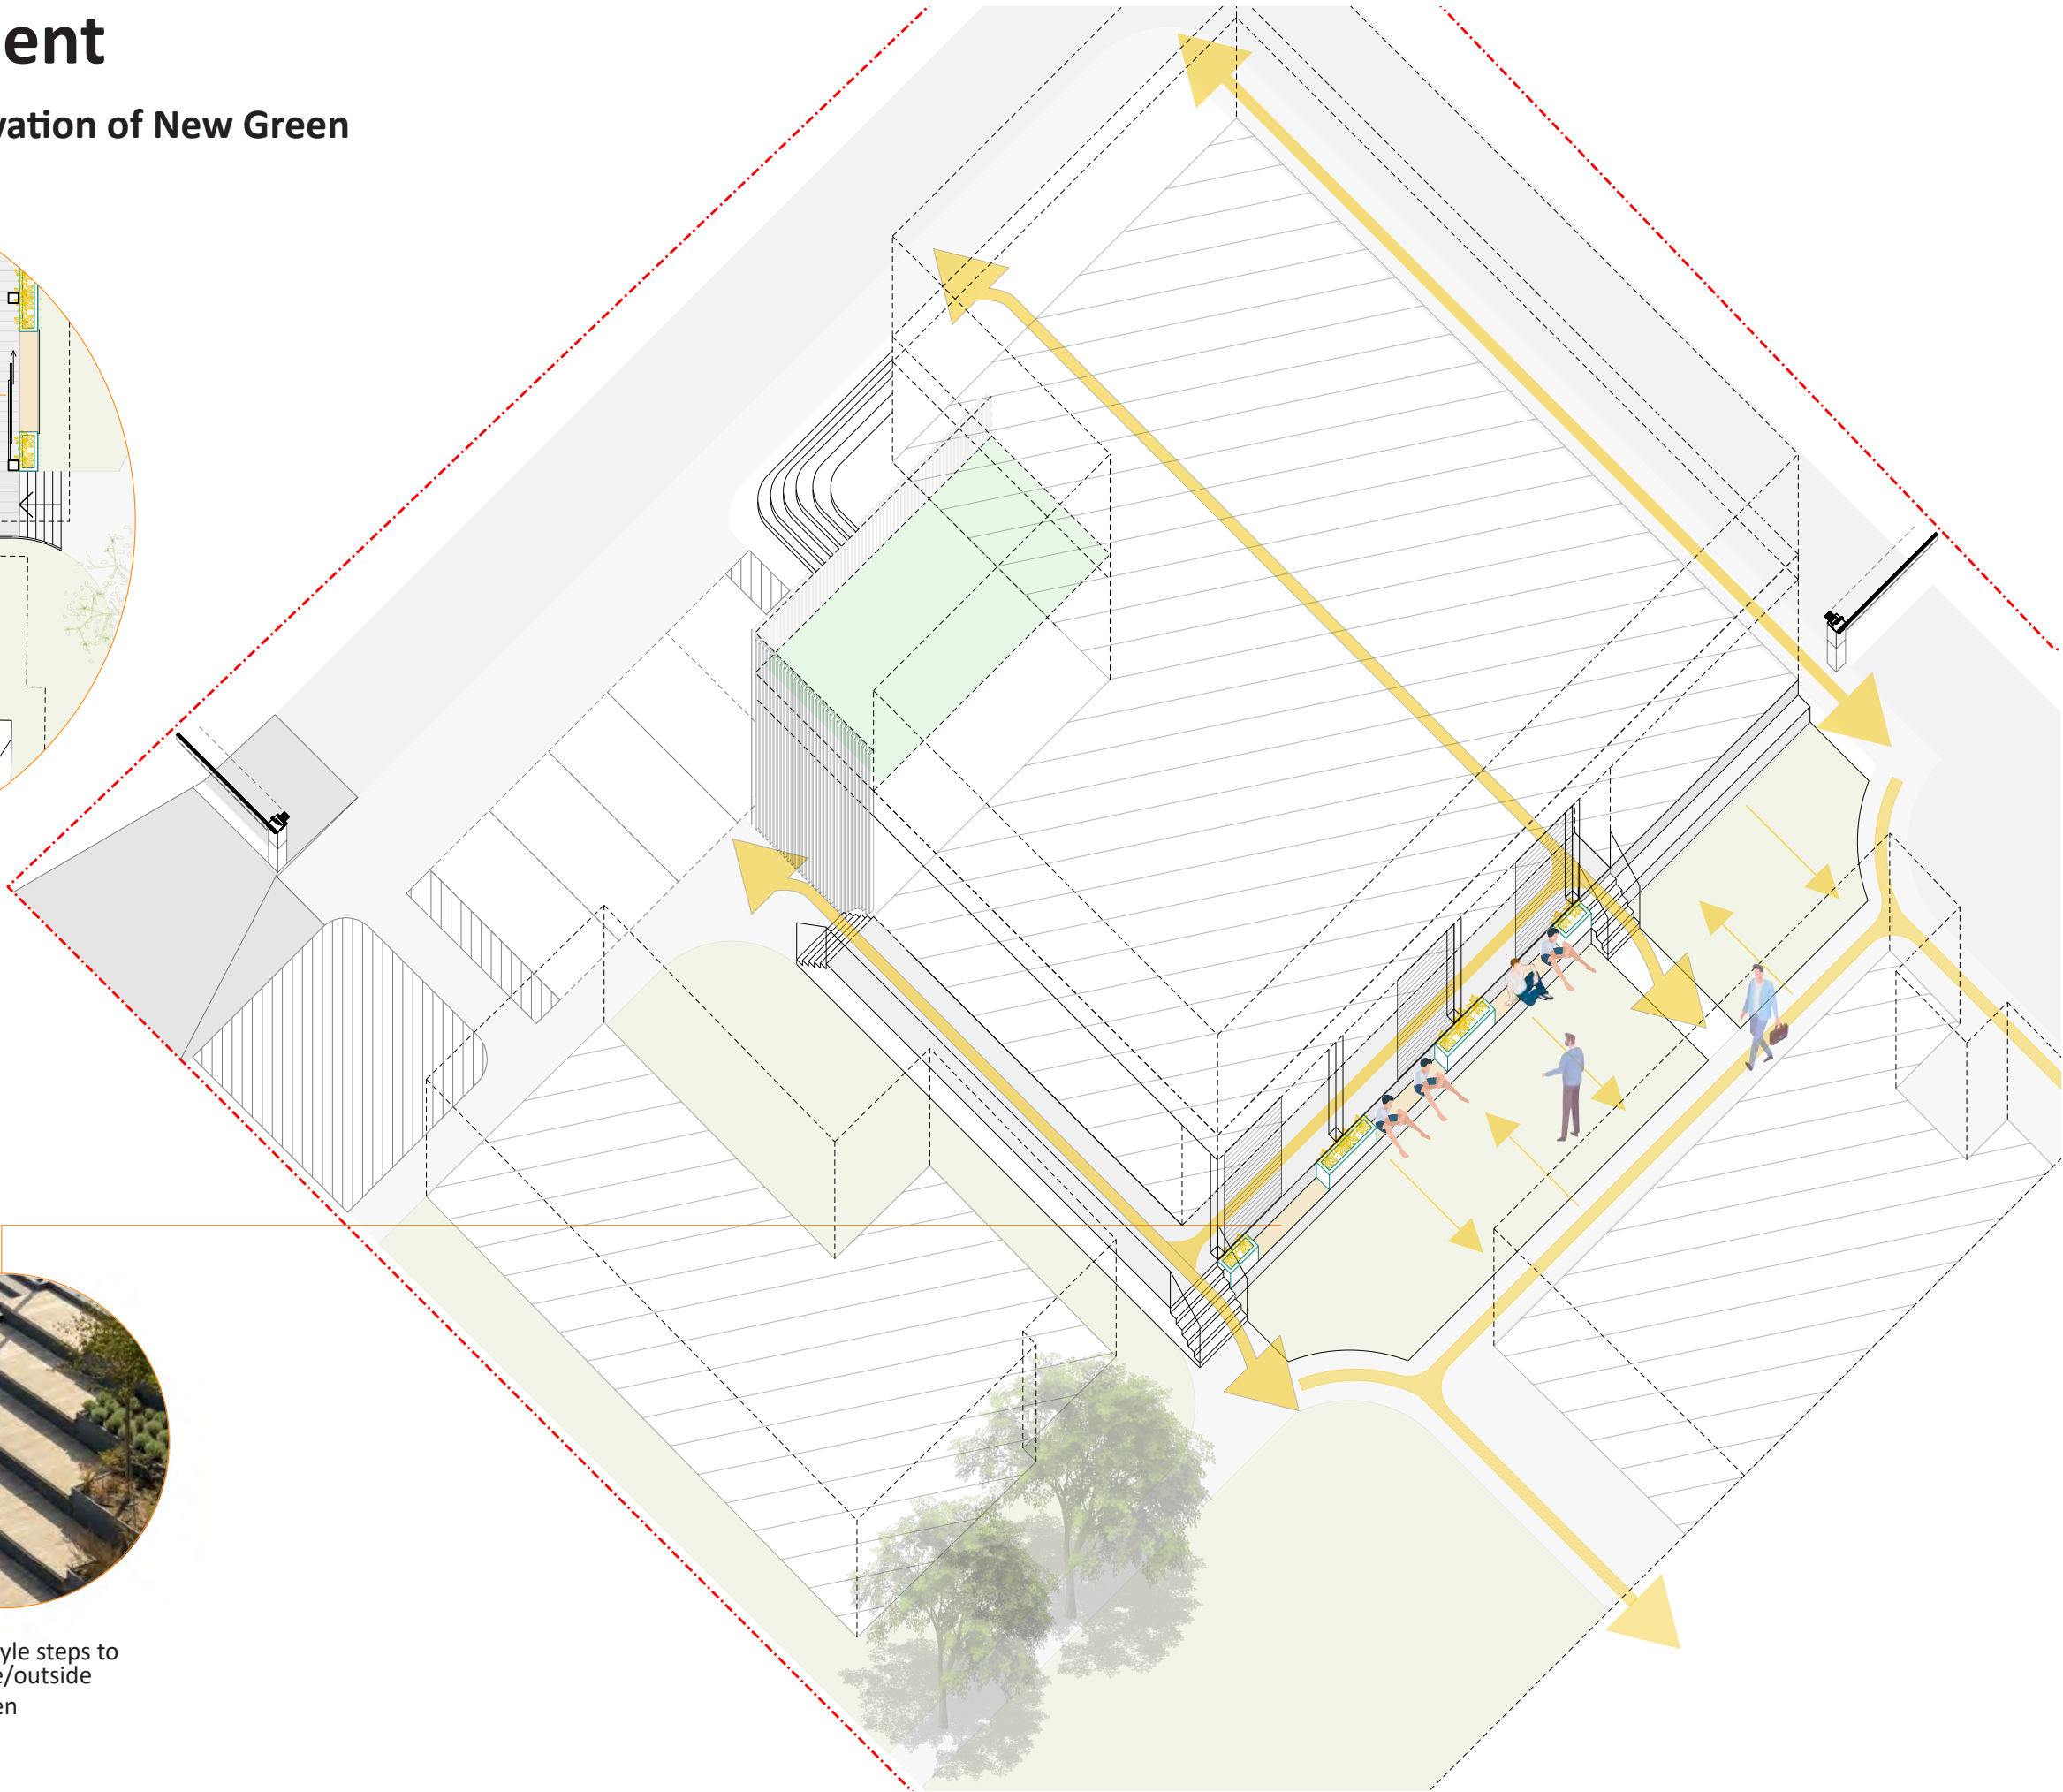 ent
vation of New Green
yle steps to
e/outside
en